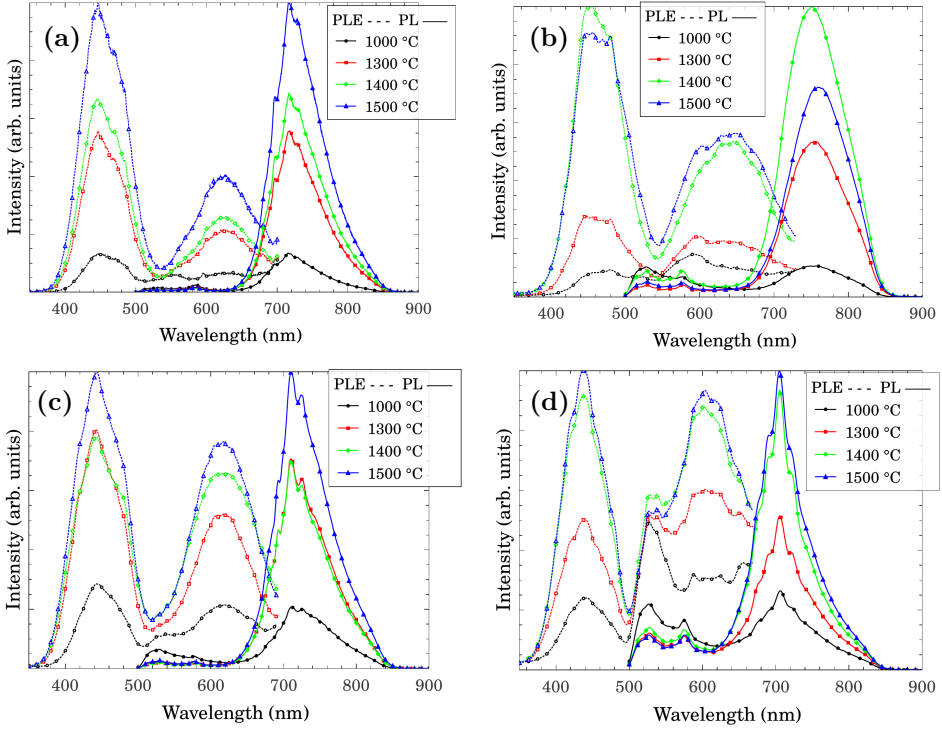 (a)
PLE PL
1000 °C
1300 °C
1400 °C
1500 °C
Intensity (arb. units)
400 500 600 700 800 900
Wavelength (nm)
(b)
PLE PL
1000 °C
1300 °C
1400 °C
1500 °C
Intensity (arb. units)
400 500 600 700 800 900
Wavelength (nm)
(c)
PLE PL
1000 °C
1300 °C
1400 °C
1500 °C
Intensity (arb. units)
400 500 600 700 800 900
Wavelength (nm)
(d)
PLE PL
1000 °C
1300 °C
1400 °C
1500 °C
Intensity (arb. units)
400 500 600 700 800 900
Wavelength (nm)